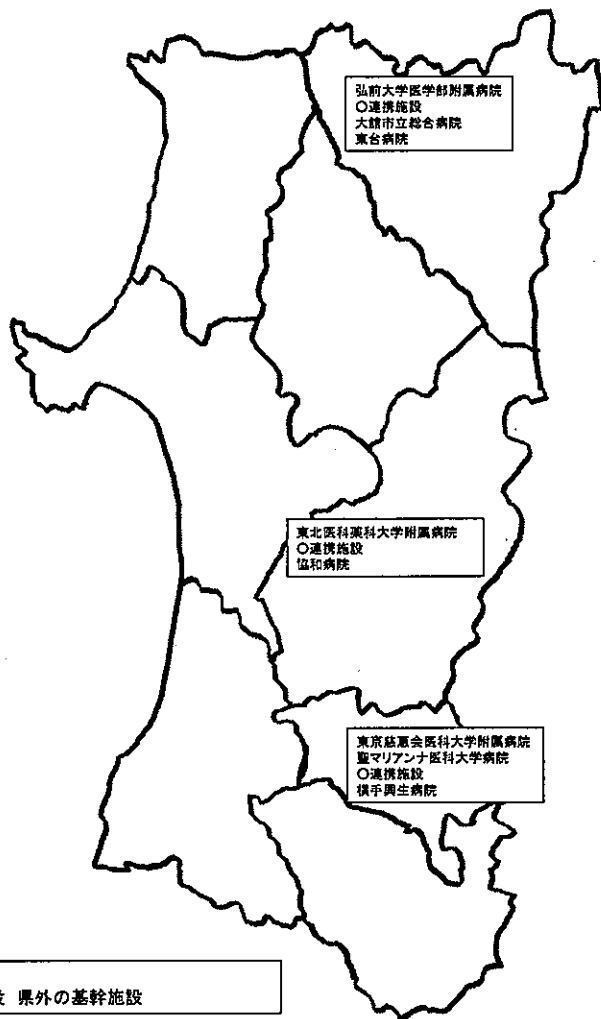 弘前大学医学部附属病院
〇連携施設
大館市立総合病院
東台病院
東北医科薬科大学附属病院
〇連携施設
協和病院
東京慈恵会医科大学附属病院
聖マリアンナ医科大学病院
〇連携施設
横手興生病院
県外の基幹施設